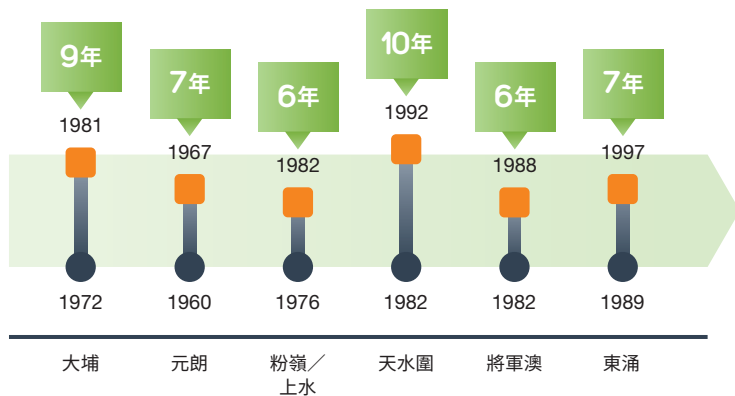 9年
7年
6年
10年
6年
7年
1981
1967
1982
1992
1988
1997
1972
1960
1976
1982
1982
1989
大埔
元朗
粉嶺／
上水
天水圍
將軍澳
東涌